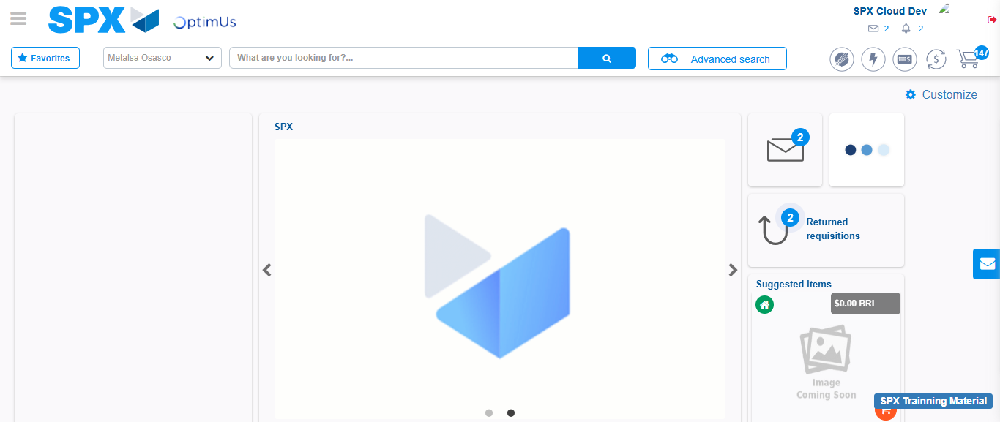 SPX OptimUs
SPX Cloud Dev
2 2
Favorites
Metalsa Osasco
What are you looking for?...
Advanced search
$
$
147
Customize
SPX
2
2
Returned
requisitions
Suggested items
$0.00 BRL
Image
Coming Soon
SPX Trainning Material